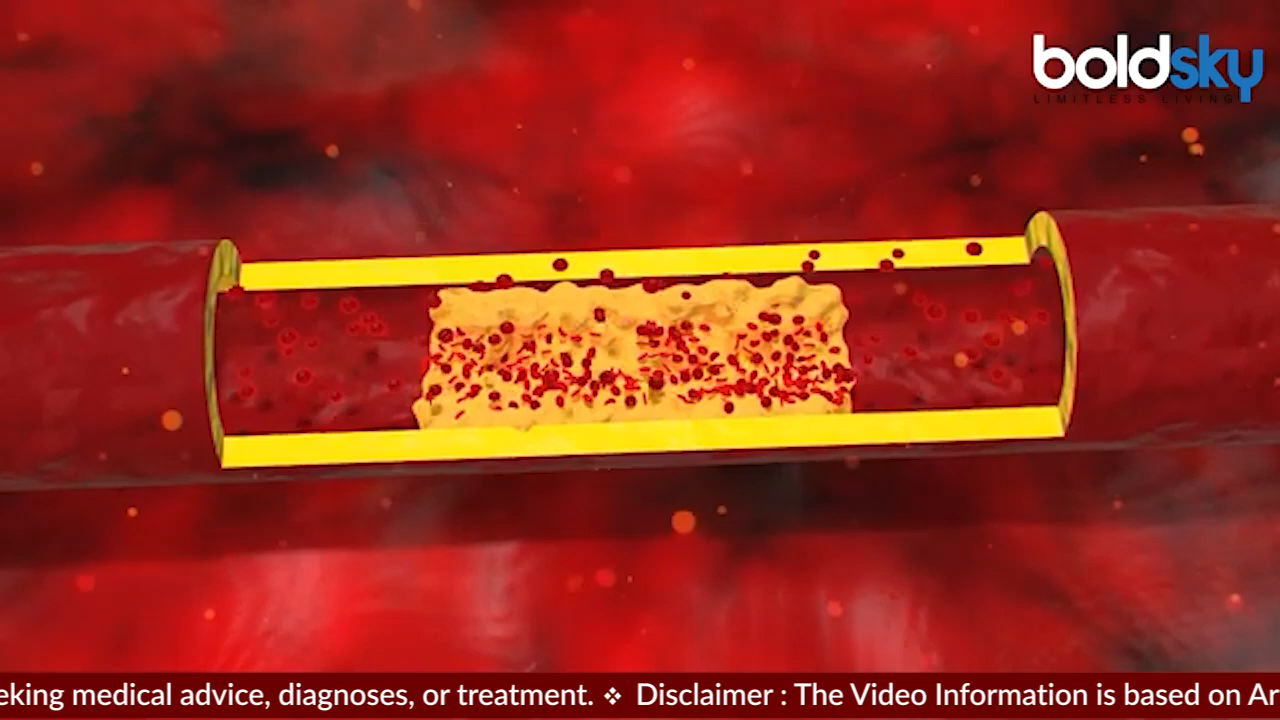 boldsky
LIMITLESS LIVING
eking medical advice, diagnoses, or treatment. ❖ Disclaimer : The Video Information is based on Ar